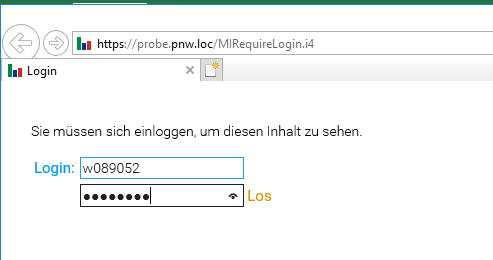 https://probe.pnw.loc/MIRequireLogin.i4
Login
Sie müssen sich einloggen, um diesen Inhalt zu sehen.
Login: w089052
●●●●●●●● Los